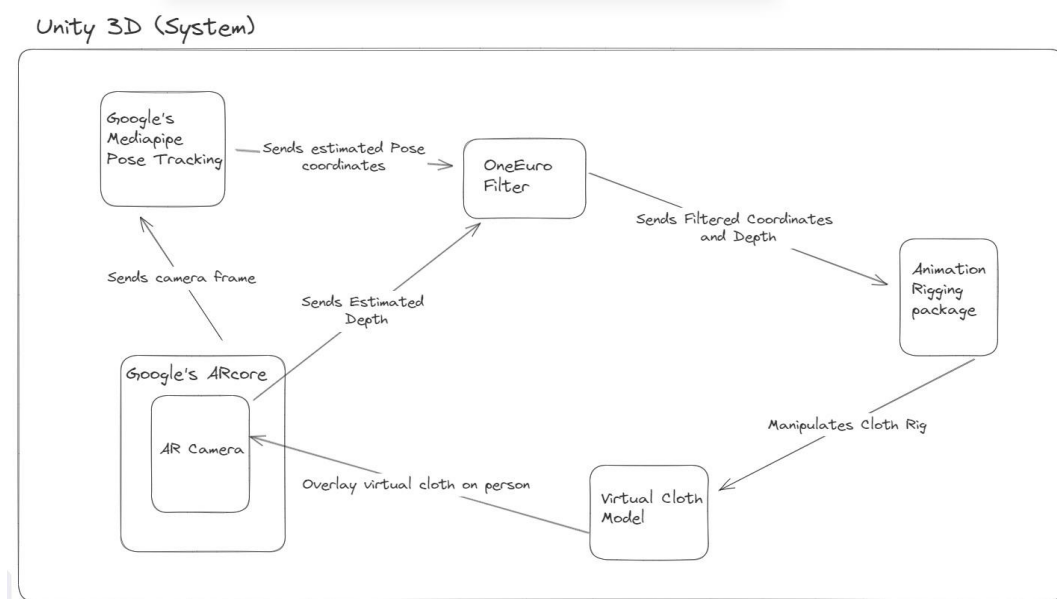 Unity 3D (System)
Google's
Mediapipe
Pose Tracking
Sends estimated Pose
coordinates
OneEuro
Filter
Sends Filtered Coordinates
and Depth
Animation
Rigging
package
Sends camera frame
Sends Estimated
Depth
Google's ARcore
AR Camera
Manipulates Cloth Rig
Overlay virtual cloth on person
Virtual Cloth
Model